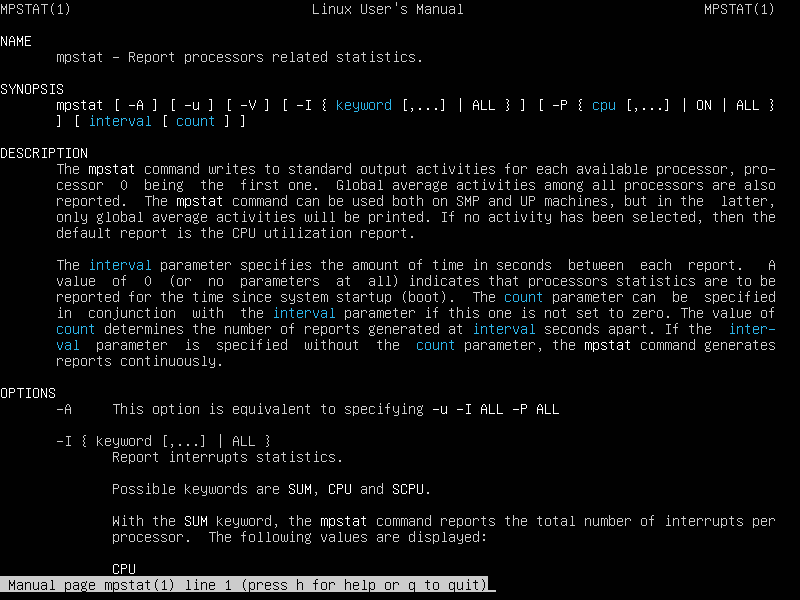 MPSTAT(1)                              Linux User's Manual                              MPSTAT(1)

NAME
       mpstat – Report processors related statistics.

SYNOPSIS
       mpstat [ –A ] [ –u ] [ –V ] [ –I { keyword [,...] | ALL } ] [ –P { cpu [,...] | ON | ALL }
       ] [ interval [ count ] ]

DESCRIPTION
       The mpstat command writes to standard output activities for each available processor, pro–
       cessor  0  being  the  first one.  Global average activities among all processors are also
       reported.  The mpstat command can be used both on SMP and UP machines, but in the  latter,
       only global average activities will be printed. If no activity has been selected, then the
       default report is the CPU utilization report.

       The interval parameter specifies the amount of time in seconds  between  each  report.   A
       value  of  0  (or  no  parameters  at  all) indicates that processors statistics are to be
       reported for the time since system startup (boot).  The count parameter can  be  specified
       in  conjunction  with  the interval parameter if this one is not set to zero. The value of
       count determines the number of reports generated at interval seconds apart. If the  inter–
       val  parameter  is  specified  without  the  count parameter, the mpstat command generates
       reports continuously.

OPTIONS
       –A     This option is equivalent to specifying –u –I ALL –P ALL

       –I { keyword [,...] | ALL }
              Report interrupts statistics.

              Possible keywords are SUM, CPU and SCPU.

              With the SUM keyword, the mpstat command reports the total number of interrupts per
              processor.  The following values are displayed:

              CPU
 Manual page mpstat(1) line 1 (press h for help or q to quit)